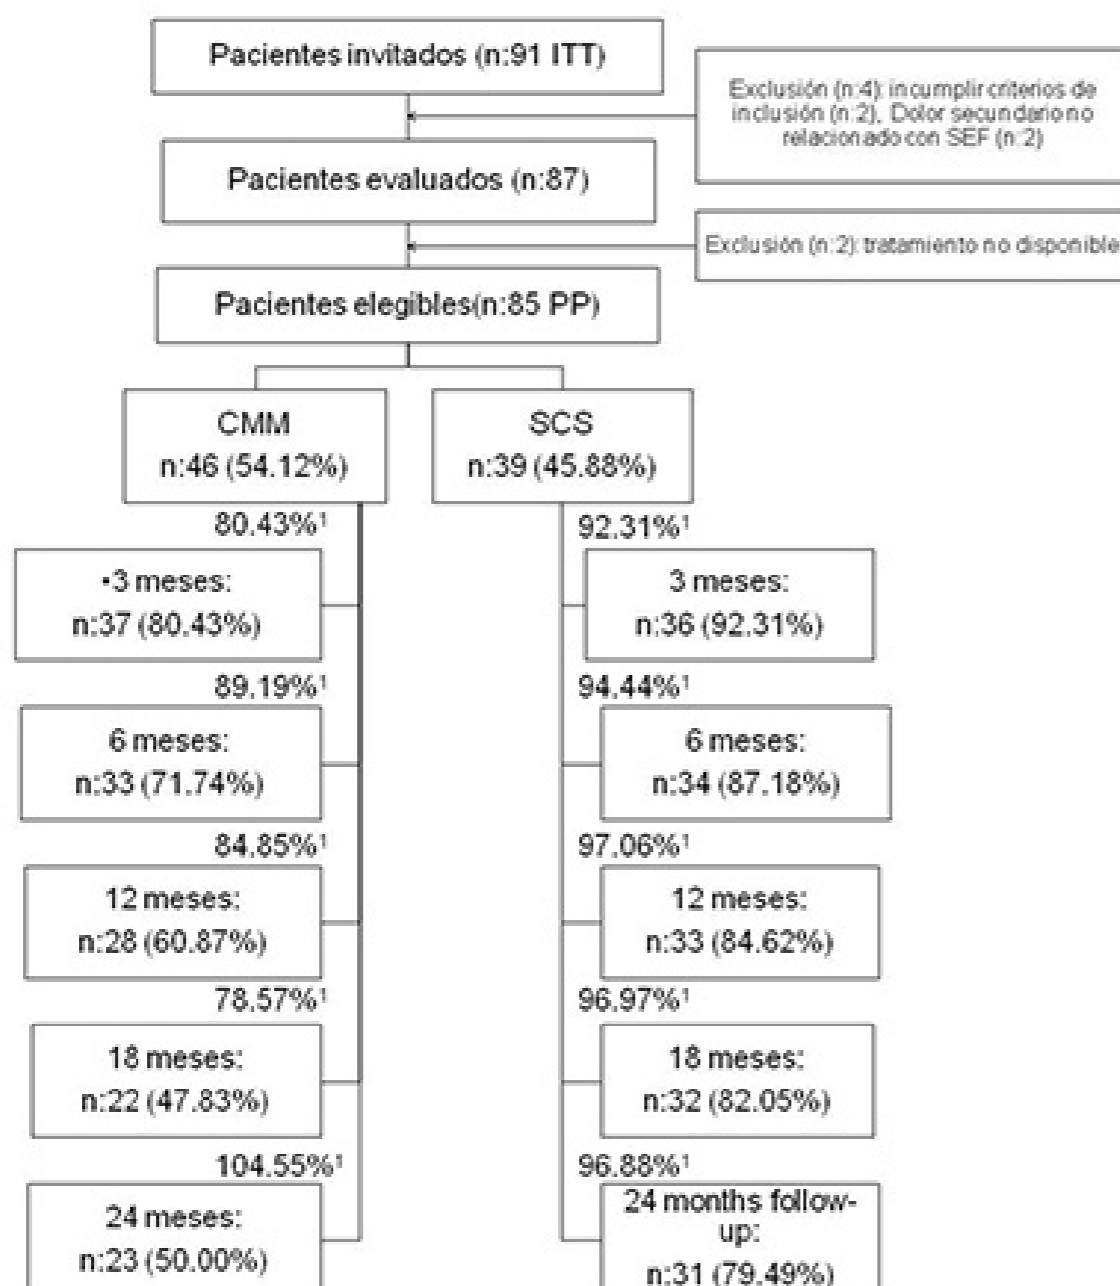 Pacientes invitados (n:91 ITT)
Exclusión (n:4): incumplir criterios de
inclusión (n:2), Dolor secundario no
relacionado con SEF (n:2)
Pacientes evaluados (n:87)
Exclusión (n:2): tratamiento no disponible
Pacientes elegibles(n:85 PP)
CMM
n:46 (54.12%)
SCS
n:39 (45.88%)
80.43%¹
92.31%¹
•3 meses:
n:37 (80.43%)
3 meses:
n:36 (92.31%)
89.19%¹
94.44%¹
6 meses:
n:33 (71.74%)
6 meses:
n:34 (87.18%)
84.85%¹
97.06%¹
12 meses:
n:28 (60.87%)
12 meses:
n:33 (84.62%)
78.57%¹
96.97%¹
18 meses:
n:22 (47.83%)
18 meses:
n:32 (82.05%)
104.55%¹
96.88%¹
24 meses:
n:23 (50.00%)
24 months follow-
up:
n:31 (79.49%)